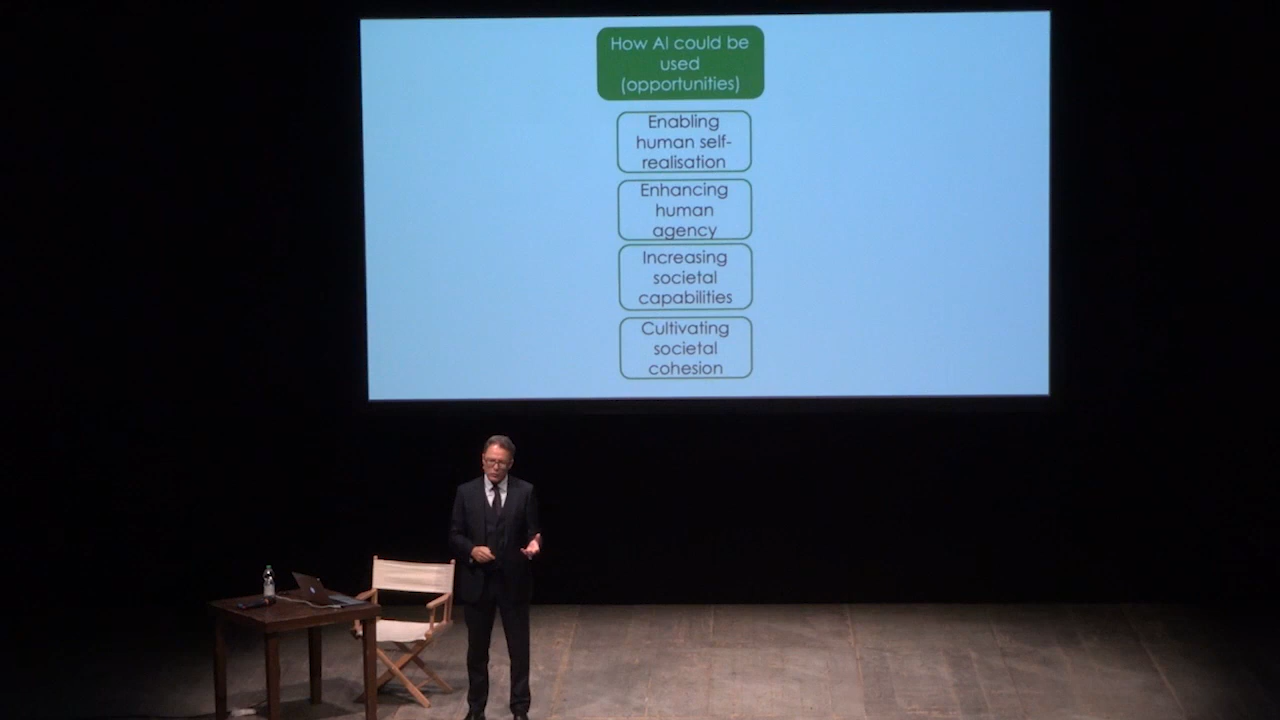 How AI could be
used
(opportunities)
Enabling
human self-
realisation
Enhancing
human
agency
Increasing
societal
capabilities
Cultivating
societal
cohesion